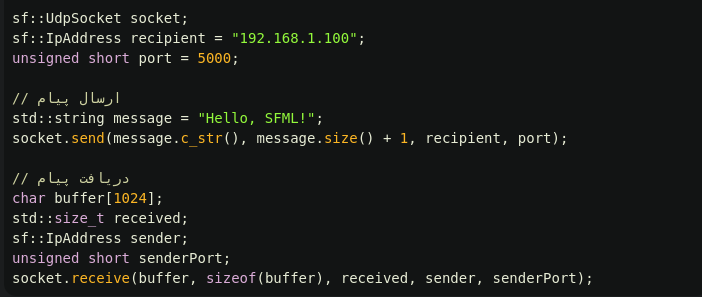 sf::UdpSocket socket;
sf::IpAddress recipient = "192.168.1.100";
unsigned short port = 5000;
// ارسال پیام
std::string message = "Hello, SFML!";
socket.send(message.c_str(), message.size() + 1, recipient, port);
// دریافت پیام
char buffer[1024];
std::size_t received;
sf::IpAddress sender;
unsigned short senderPort;
socket.receive(buffer, sizeof(buffer), received, sender, senderPort);